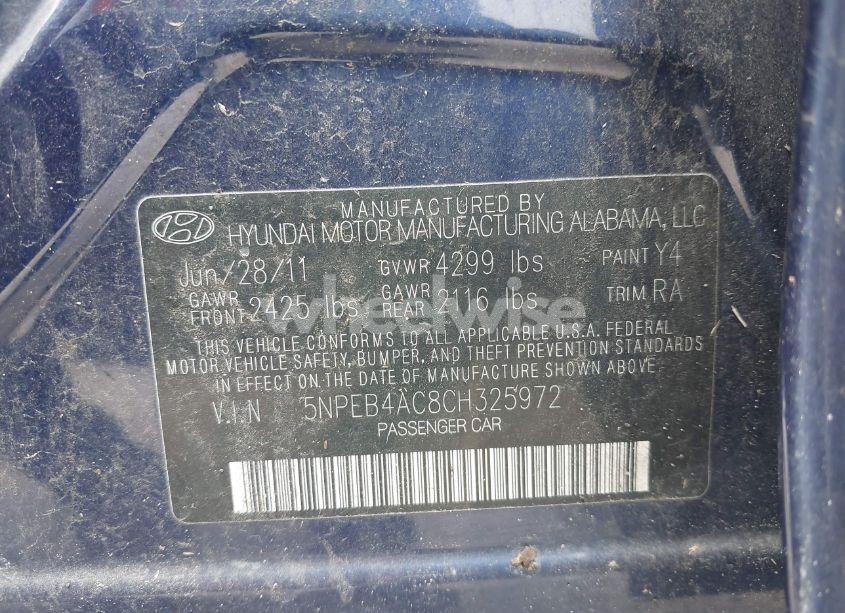 MANUFACTURED BY
HYUNDAI MOTOR MANUFACTURING ALABAMA, LLC
Jun/28/11 GVWR 4299 lbs PAINT Y4
GAWR FRONT 2425 lbs GAWR REAR 2116 lbs TRIM RA
wheelwise
THIS VEHICLE CONFORMS TO ALL APPLICABLE U.S.A. FEDERAL
MOTOR VEHICLE SAFETY, BUMPER, AND THEFT PREVENTION STANDARDS
IN EFFECT ON THE DATE OF MANUFACTURE SHOWN ABOVE.
V.I.N 5NPEB4AC8CH325972
PASSENGER CAR